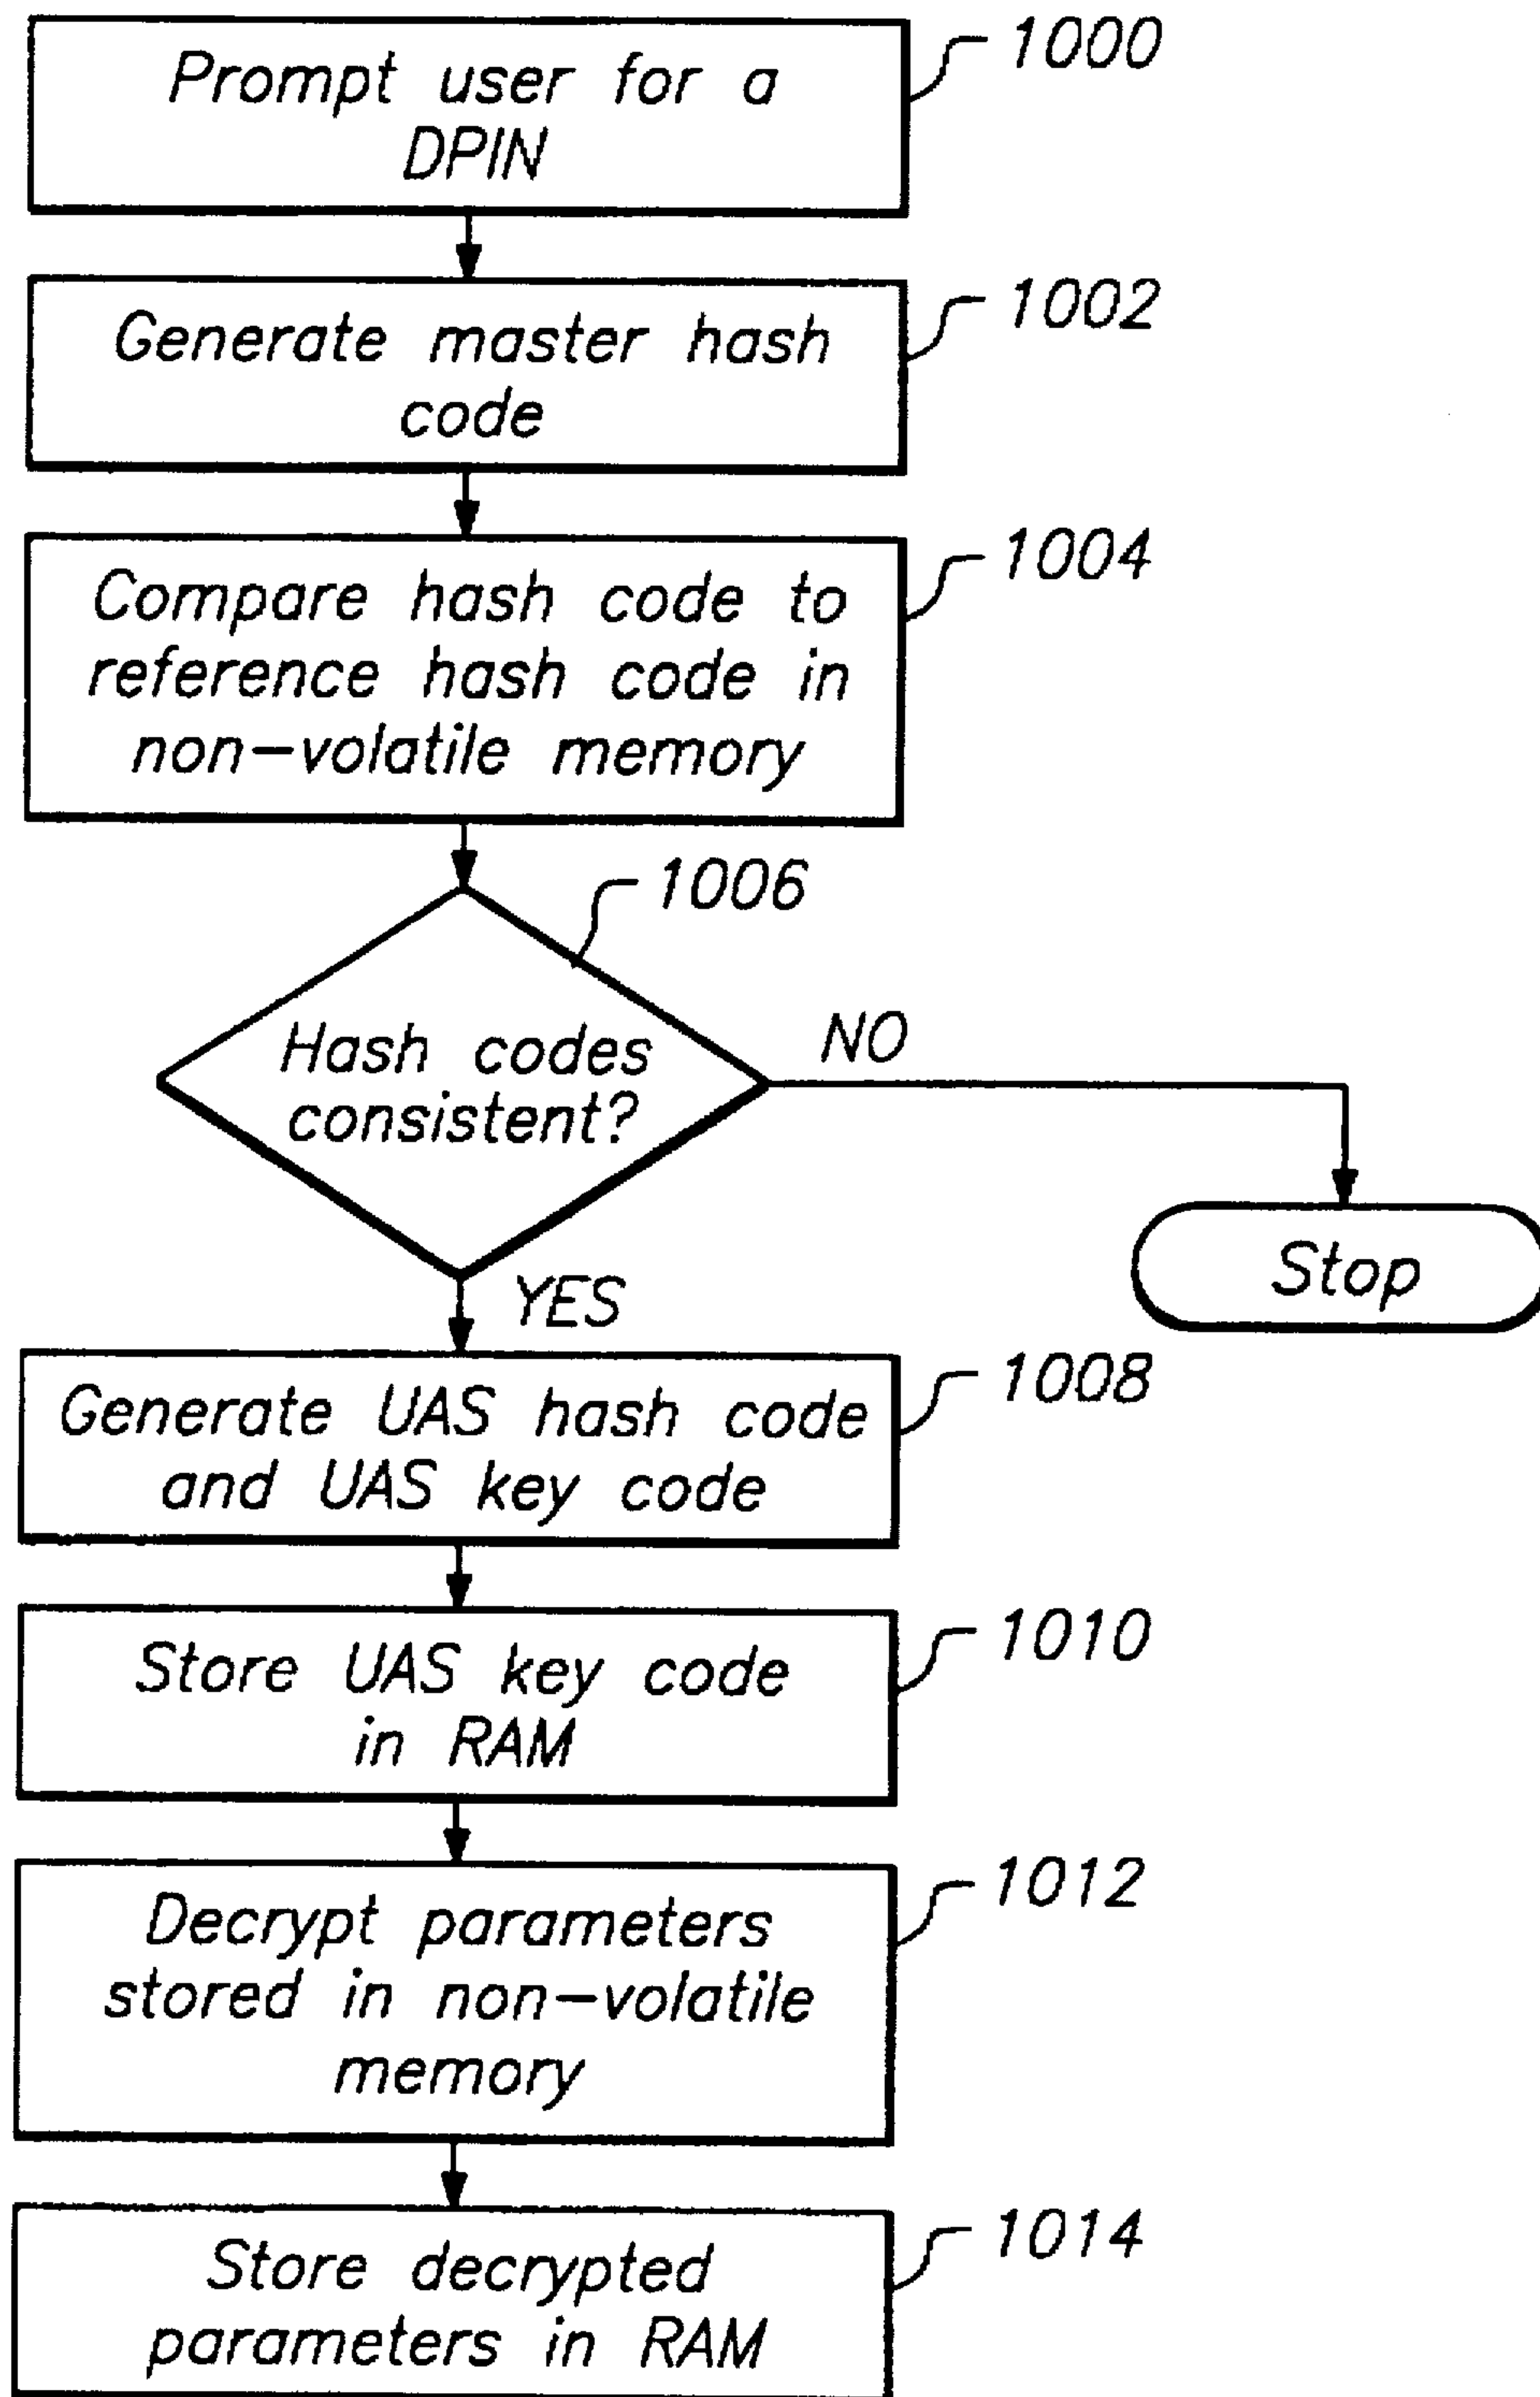 Prompt user for a
DPIN
1000
Generate master hash
code
1002
Compare hash code to
reference hash code in
non-volatile memory
1004
1006
Hash codes
consistent?
NO
Stop
YES
Generate UAS hash code
and UAS key code
1008
Store UAS key code
in RAM
1010
Decrypt parameters
stored in non-volatile
memory
1012
Store decrypted
parameters in RAM
1014